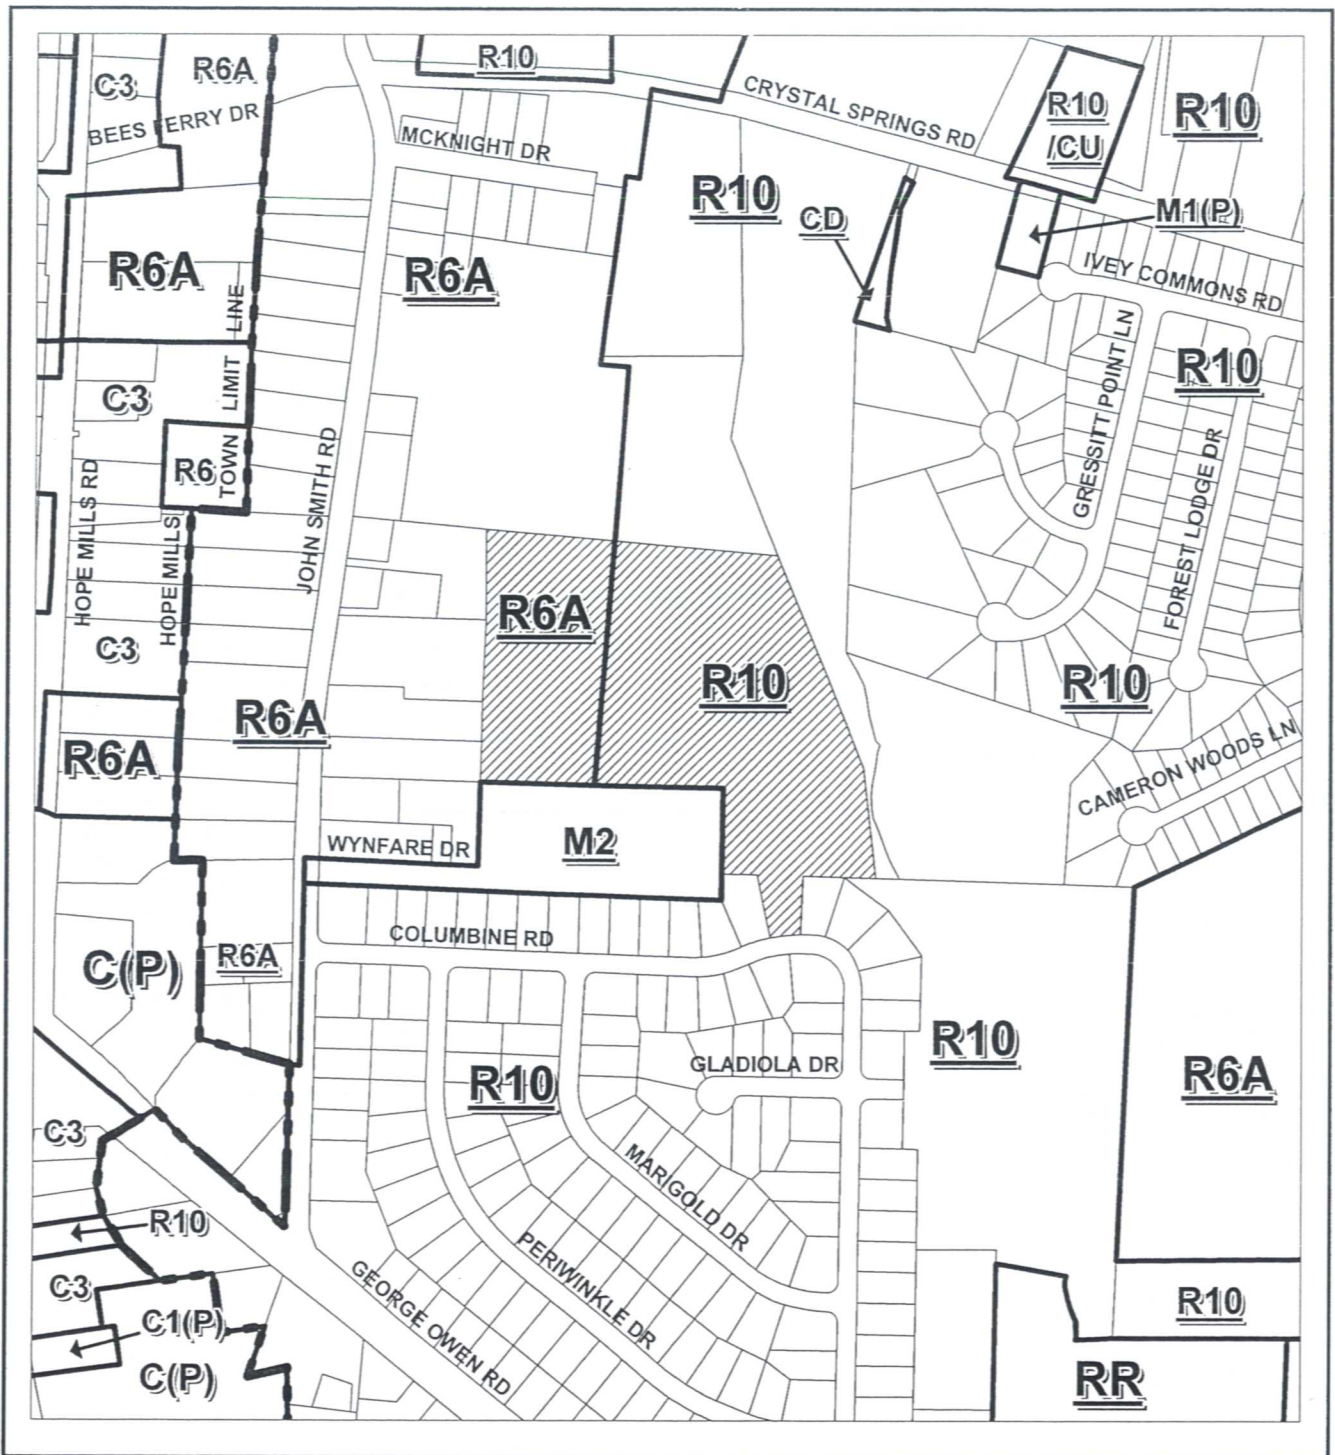 R10
C3
R6A
BEES FERRY DR
CRYSTAL SPRINGS RD
R10
/CU
R10
MCKNIGHT DR
R10
CD
M1(P)
R6A
R6A
IVEY COMMONS RD
HOPE MILLS TOWN LIMIT LINE
C3
R10
GRESSITT POINT LN
R6
HOPE MILLS RD
JOHN SMITH RD
FOREST LODGE DR
R6A
C3
R10
R10
R6A
R6A
CAMERON WOODS LN
WYNFARE DR
M2
COLUMBINE RD
C(P)
R6A
R10
GLADIOLA DR
R10
R6A
C3
MARIGOLD DR
R10
PERIWINKLE DR
C3
GEORGE OWEN RD
R10
C1(P)
C(P)
RR